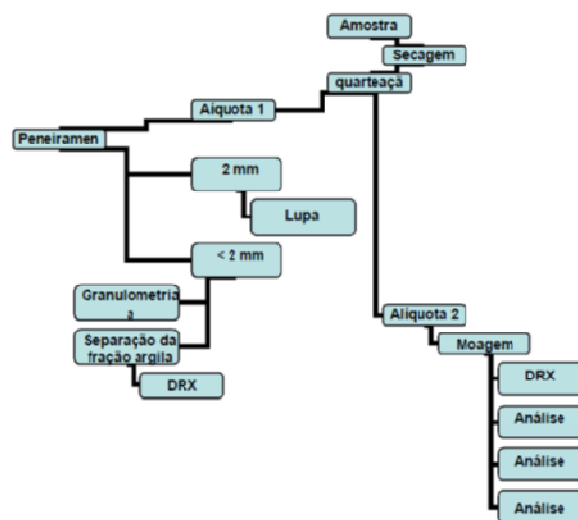 Amostra
Secagem
quarteaçã
Aíquota 1
Peneiramen
2 mm
Lupa
< 2 mm
Granulometria
a
Separação da
fração argila
DRX
Alíquota 2
Moagem
DRX
Análise
Análise
Análise